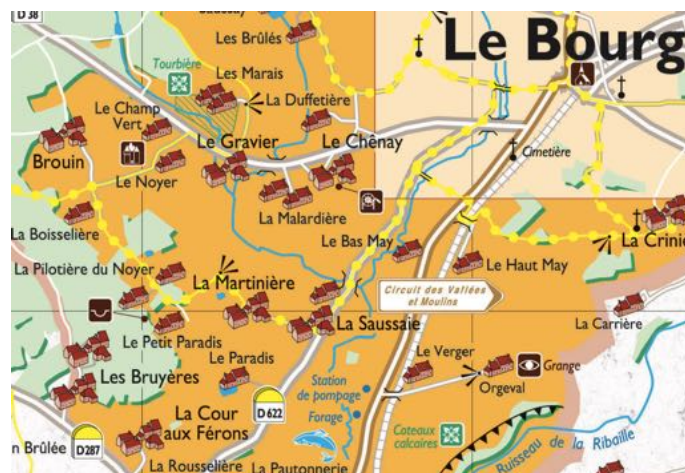 D 38
Les Brûlés
Le Bourg
Tourbière
Les Marais
La Duffetière
Le Champ
Vert
Le Gravier
Le Chênay
Brouin
Cimetière
Le Noyer
La Malardière
La Boisselière
Le Bas May
La Crini
La Pilotière du Noyer
Le Haut May
La Martinière
Circuit des Vallées
et Moulins
La Carrière
La Saussaie
Le Petit Paradis
Le Verger
Grange
Les Bruyères
Le Paradis
Station
de pompage
Orgeval
D 622
Forage
La Cour
aux Férons
Coteaux
calcaires
n Brûlée
D287
Ruisseau de la Ribaille
La Rousselière
La Pautonnerie